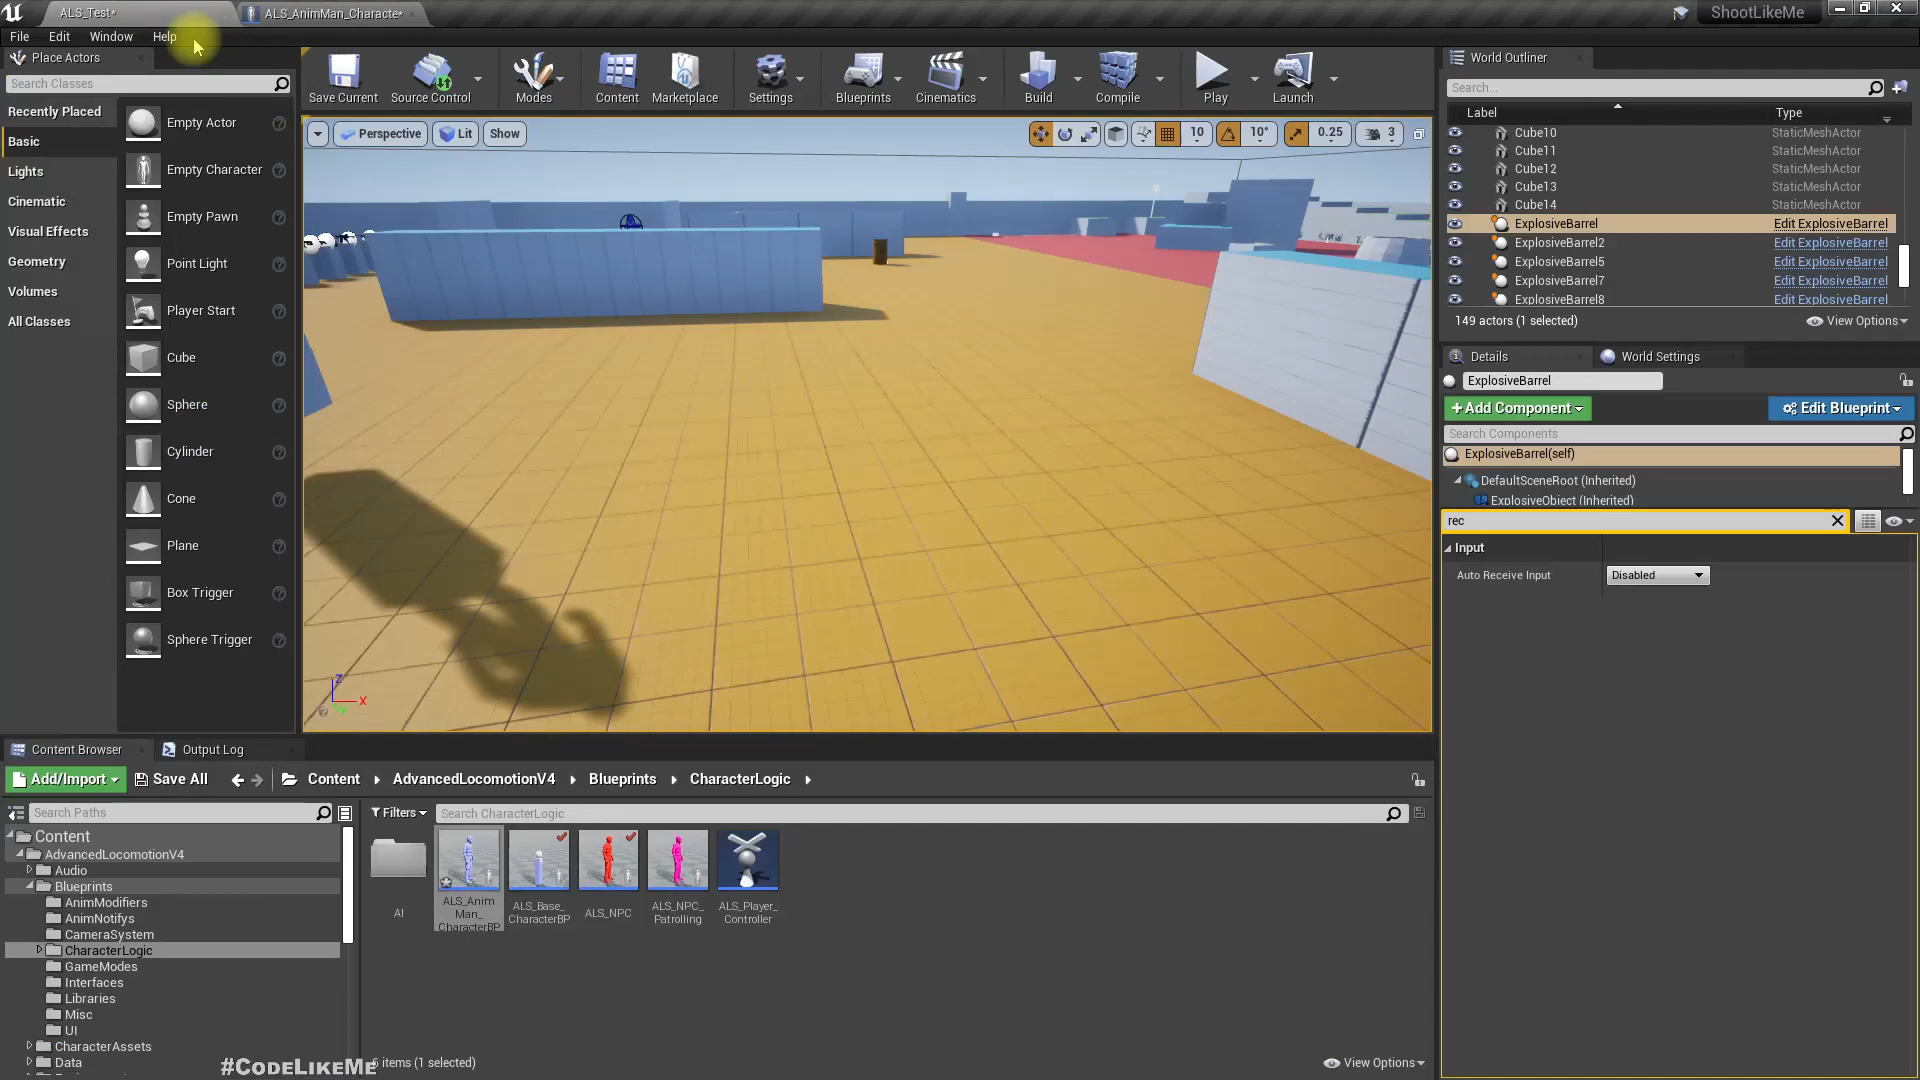 ALS_Test*
ALS_AnimMan_Characte*
ShootLikeMe
File Edit Window Help
Place Actors
Search Classes
Recently Placed
Basic
Lights
Cinematic
Visual Effects
Geometry
Volumes
All Classes
Empty Actor
Empty Character
Empty Pawn
Point Light
Player Start
Cube
Sphere
Cylinder
Cone
Plane
Box Trigger
Sphere Trigger
Save Current
Source Control
Modes
Content
Marketplace
Settings
Blueprints
Cinematics
Build
Compile
Play
Launch
Perspective Lit Show
10 10° 0.25 3
Z
X
Y
World Outliner
Search...
Label Type
Cube10 StaticMeshActor
Cube11 StaticMeshActor
Cube12 StaticMeshActor
Cube13 StaticMeshActor
Cube14 StaticMeshActor
ExplosiveBarrel Edit ExplosiveBarrel
ExplosiveBarrel2 Edit ExplosiveBarrel
ExplosiveBarrel5 Edit ExplosiveBarrel
ExplosiveBarrel7 Edit ExplosiveBarrel
ExplosiveBarrel8 Edit ExplosiveBarrel
149 actors (1 selected)
View Options
Details
World Settings
ExplosiveBarrel
+Add Component
Edit Blueprint
Search Components
ExplosiveBarrel(self)
DefaultSceneRoot (Inherited)
ExplosiveObject (Inherited)
rec
Input
Auto Receive Input Disabled
Content Browser
Output Log
Add/Import
Save All
Content AdvancedLocomotionV4 Blueprints CharacterLogic
Search Paths
Filters
Search CharacterLogic
Content
AdvancedLocomotionV4
Audio
Blueprints
AnimModifiers
AnimNotifys
CameraSystem
CharacterLogic
GameModes
Interfaces
Libraries
Misc
UI
CharacterAssets
Data
AI
ALS_Anim
Man_
CharacterBP
ALS_Base_
CharacterBP
ALS_NPC
ALS_NPC_
Patrolling
ALS_Player_
Controller
#CodeLikeMe
items (1 selected)
View Options